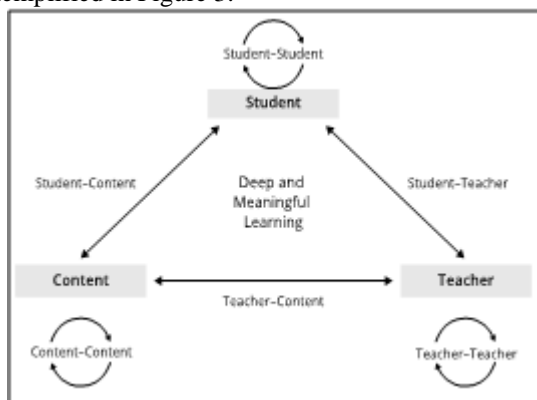 emplified in Figure 3.
Student–Student
Student
Student–Content
Deep and
Meaningful
Learning
Student–Teacher
Content
Teacher
Teacher–Content
Content–Content
Teacher–Teacher